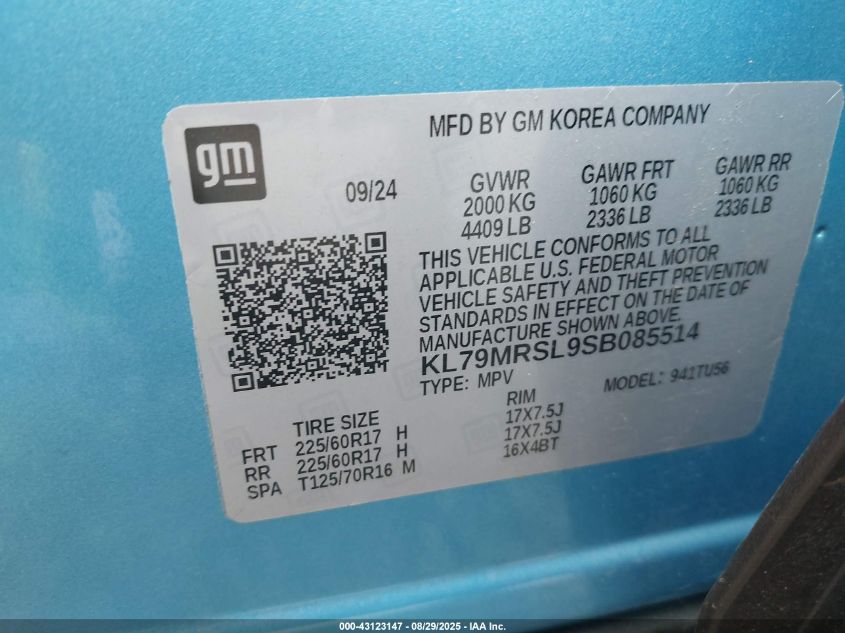 gm
MFD BY GM KOREA COMPANY
09/24
GVWR
2000 KG
4409 LB
GAWR FRT
1060 KG
2336 LB
GAWR RR
1060 KG
2336 LB
THIS VEHICLE CONFORMS TO ALL
APPLICABLE U.S. FEDERAL MOTOR
VEHICLE SAFETY AND THEFT PREVENTION
STANDARDS IN EFFECT ON THE DATE OF
MANUFACTURE SHOWN ABOVE.
KL79MRSL9SB085514
TYPE: MPV MODEL: 941TU56
TIRE SIZE RIM
FRT 225/60R17 H 17X7.5J
RR 225/60R17 H 17X7.5J
SPA T125/70R16 M 16X4BT
000-43123147 - 08/29/2025 - IAA Inc.